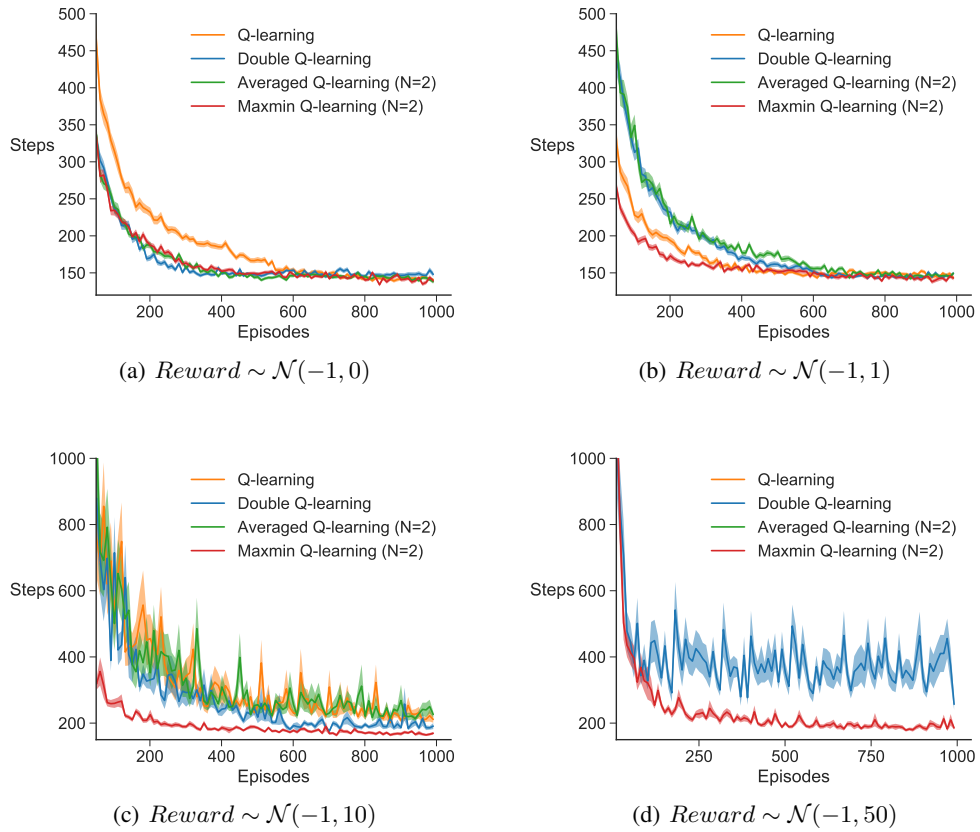 500
450
400
350
300
250
200
150
Steps
Q-learning
Double Q-learning
Averaged Q-learning (N=2)
Maxmin Q-learning (N=2)
200 400 600 800 1000
Episodes
(a) Reward ∼ 𝒩(−1, 0)
500
450
400
350
300
250
200
150
Steps
Q-learning
Double Q-learning
Averaged Q-learning (N=2)
Maxmin Q-learning (N=2)
200 400 600 800 1000
Episodes
(b) Reward ∼ 𝒩(−1, 1)
1000
800
600
400
200
Steps
Q-learning
Double Q-learning
Averaged Q-learning (N=2)
Maxmin Q-learning (N=2)
200 400 600 800 1000
Episodes
(c) Reward ∼ 𝒩(−1, 10)
1000
800
600
400
200
Steps
Q-learning
Double Q-learning
Averaged Q-learning (N=2)
Maxmin Q-learning (N=2)
250 500 750 1000
Episodes
(d) Reward ∼ 𝒩(−1, 50)